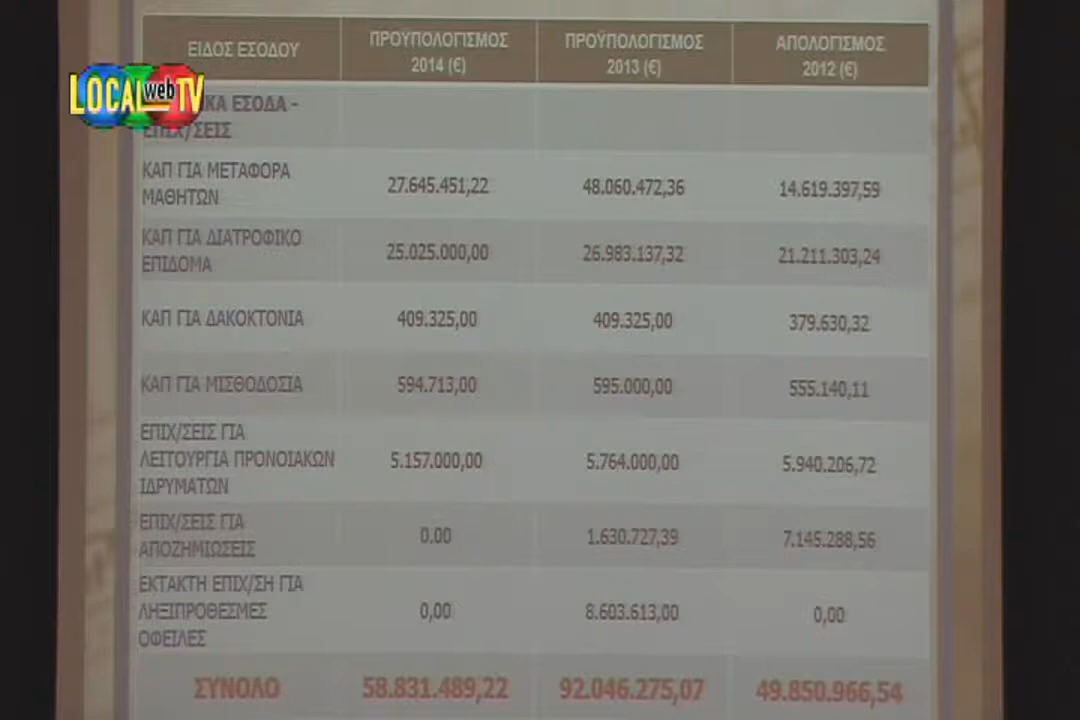 LOCAL web TV
ΕΙΔΟΣ ΕΣΟΔΟΥ ΠΡΟΫΠΟΛΟΓΙΣΜΟΣ 2014 (€) ΠΡΟΫΠΟΛΟΓΙΣΜΟΣ 2013 (€) ΑΠΟΛΟΓΙΣΜΟΣ 2012 (€)
ΕΣΟΔΑ -
ΕΠΙΧ/ΣΕΙΣ
ΚΑΠ ΓΙΑ ΜΕΤΑΦΟΡΑ
ΜΑΘΗΤΩΝ
27.645.451,22 48.060.472,36 14.619.397,59
ΚΑΠ ΓΙΑ ΔΙΑΤΡΟΦΙΚΟ
ΕΠΙΔΟΜΑ
25.025.000,00 26.983.137,32 21.211.303,24
ΚΑΠ ΓΙΑ ΔΑΚΟΚΤΟΝΙΑ 409.325,00 409.325,00 379.630,32
ΚΑΠ ΓΙΑ ΜΙΣΘΟΔΟΣΙΑ 594.713,00 595.000,00 555.140,11
ΕΠΙΧ/ΣΕΙΣ ΓΙΑ
ΛΕΙΤΟΥΡΓΙΑ ΠΡΟΝΟΙΑΚΩΝ
ΙΔΡΥΜΑΤΩΝ
5.157.000,00 5.764.000,00 5.940.206,72
ΕΠΙΧ/ΣΕΙΣ ΓΙΑ
ΑΠΟΖΗΜΙΩΣΕΙΣ
0.00 1.630.727,39 7.145.288,56
ΕΚΤΑΚΤΗ ΕΠΙΧ/ΣΗ ΓΙΑ
ΛΗΞΙΠΡΟΘΕΣΜΕΣ
ΟΦΕΙΛΕΣ
0,00 8.603.613,00 0,00
ΣΥΝΟΛΟ 58.831.489,22 92.046.275,07 49.850.966,54